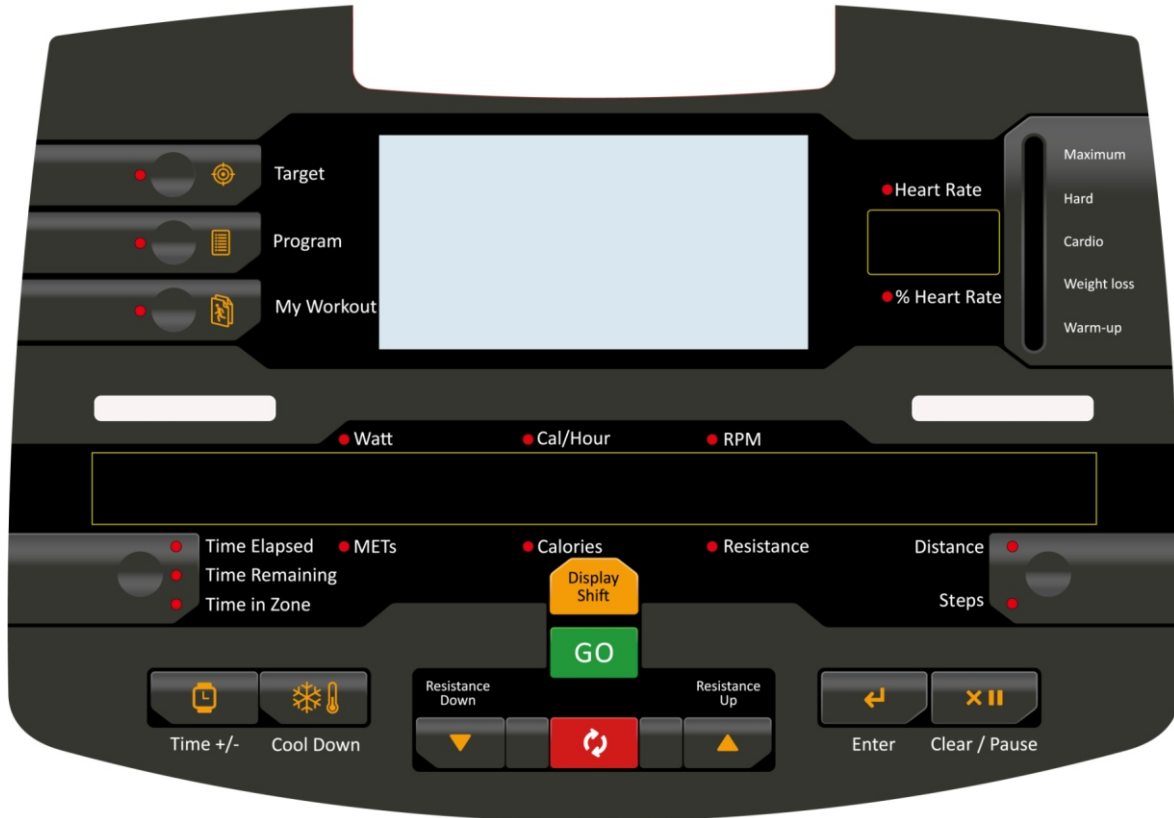 Target
Program
My Workout
Heart Rate
% Heart Rate
Maximum
Hard
Cardio
Weight loss
Warm-up
Watt
Cal/Hour
RPM
Time Elapsed
Time Remaining
Time in Zone
METs
Calories
Resistance
Distance
Steps
Display
Shift
GO
Resistance
Down
Resistance
Up
Time +/-
Cool Down
Enter
Clear / Pause